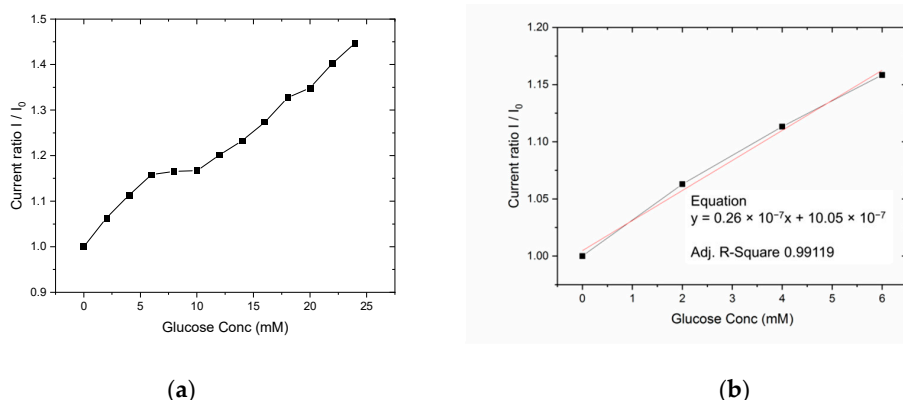 1.5
1.4
1.3
1.2
1.1
1.0
0.9
Current ratio I / I₀
0 5 10 15 20 25
Glucose Conc (mM)
(a)
1.20
1.15
1.10
1.05
1.00
Current ratio I / I₀
Equation
y = 0.26 × 10⁻⁷x + 10.05 × 10⁻⁷
Adj. R-Square 0.99119
0 1 2 3 4 5 6
Glucose Conc (mM)
(b)